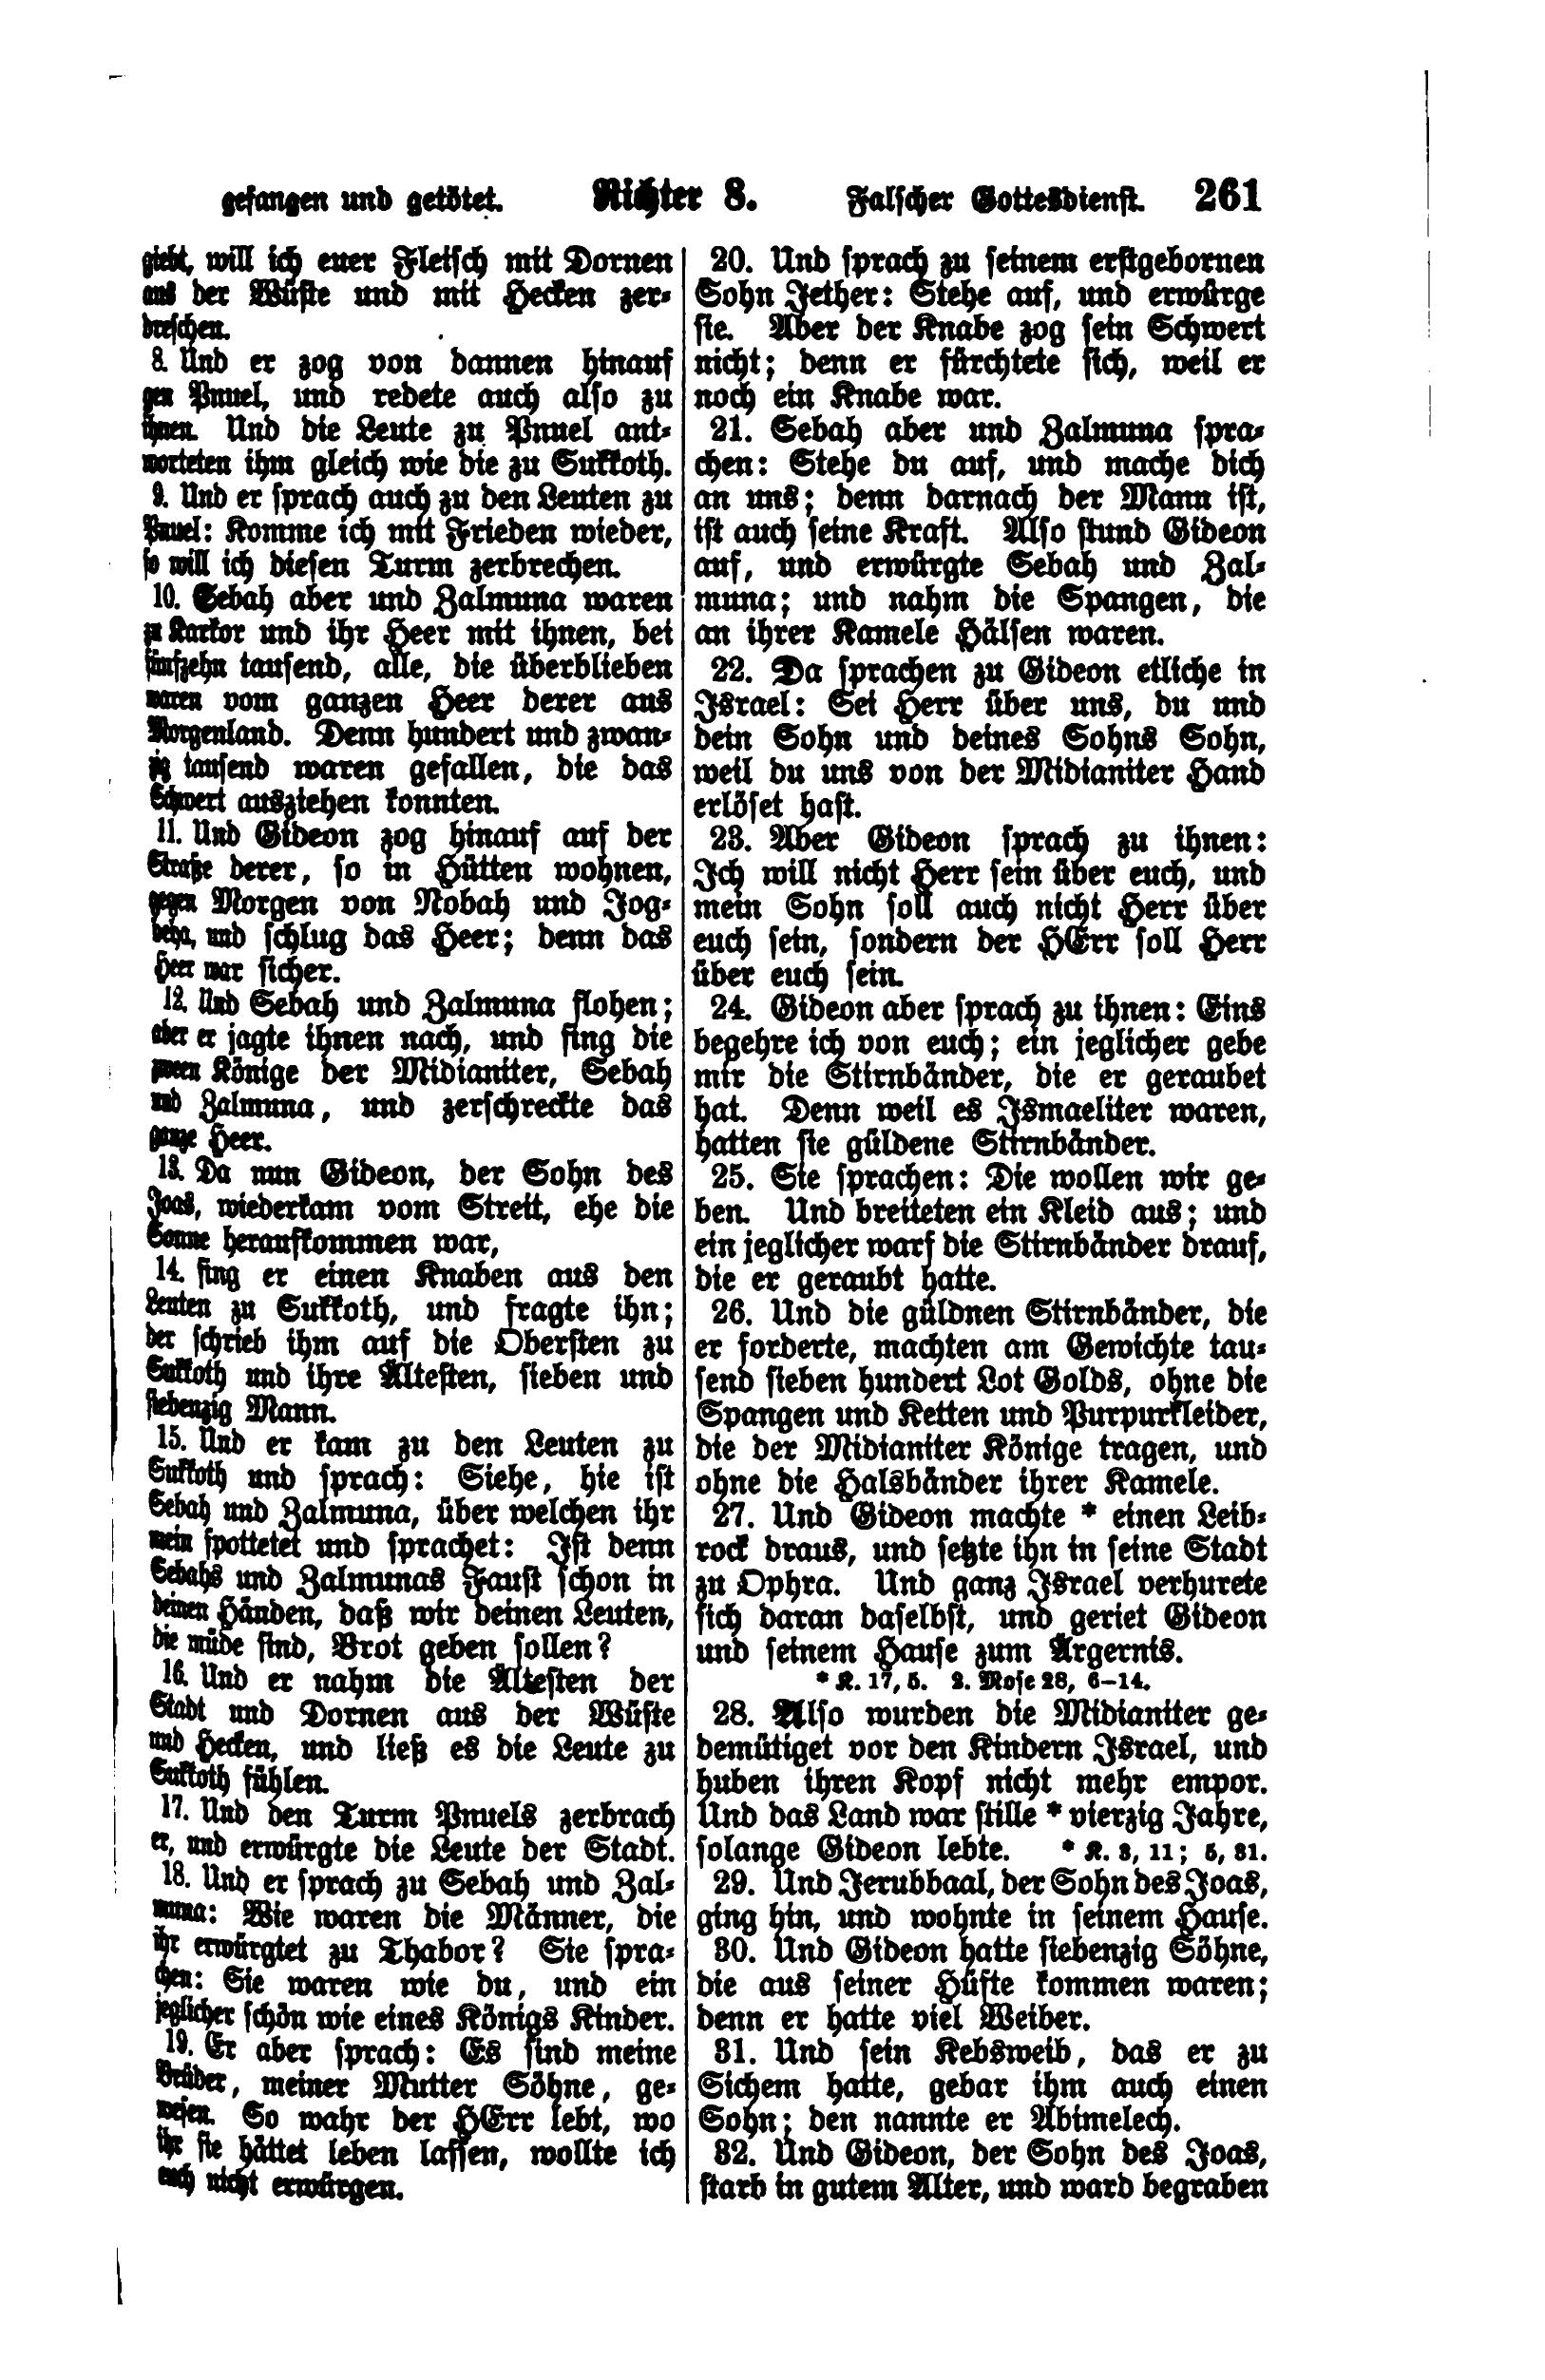 gefangen und getötet. Richter 8. Falscher Gottesdienst. 261
giebt, will ich euer Fleisch mit Dornen
aus der Wüste und mit Hecken zer-
dreschen.
8. Und er zog von dannen hinauf
gen Pnuel, und redete auch also zu
ihnen. Und die Leute zu Pnuel ant-
worteten ihm gleich wie die zu Sukkoth.
9. Und er sprach auch zu den Leuten zu
Pnuel: Komme ich mit Frieden wieder,
so will ich diesen Turm zerbrechen.
10. Sebah aber und Zalmuna waren
zu Karkor und ihr Heer mit ihnen, bei
fünfzehn tausend, alle, die überblieben
waren vom ganzen Heer derer aus
Morgenland. Denn hundert und zwan-
zig tausend waren gefallen, die das
Schwert ausziehen konnten.
11. Und Gideon zog hinauf auf der
Straße derer, so in Hütten wohnen,
gegen Morgen von Nobah und Jog-
beha, und schlug das Heer; denn das
Heer war sicher.
12. Und Sebah und Zalmuna flohen;
aber er jagte ihnen nach, und fing die
zween Könige der Midianiter, Sebah
und Zalmuna, und zerschreckte das
ganze Heer.
13. Da nun Gideon, der Sohn des
Joas, wiederkam vom Streit, ehe die
Sonne heraufkommen war,
14. fing er einen Knaben aus den
Leuten zu Sukkoth, und fragte ihn;
der schrieb ihm auf die Obersten zu
Sukkoth und ihre Ältesten, sieben und
siebenzig Mann.
15. Und er kam zu den Leuten zu
Sukkoth und sprach: Siehe, hie ist
Sebah und Zalmuna, über welchen ihr
mein spottetet und sprachet: Ist denn
Sebahs und Zalmunas Faust schon in
deinen Händen, daß wir deinen Leuten,
die müde sind, Brot geben sollen?
16. Und er nahm die Ältesten der
Stadt und Dornen aus der Wüste
und Hecken, und ließ es die Leute zu
Sukkoth fühlen.
17. Und den Turm Pnuels zerbrach
er, und erwürgte die Leute der Stadt.
18. Und er sprach zu Sebah und Zal-
muna: Wie waren die Männer, die
ihr erwürgtet zu Thabor? Sie spra-
chen: Sie waren wie du, und ein
jeglicher schön wie eines Königs Kinder.
19. Er aber sprach: Es sind meine
Brüder, meiner Mutter Söhne, ge-
wesen. So wahr der HErr lebt, wo
ihr sie hättet leben lassen, wollte ich
euch nicht erwürgen.
20. Und sprach zu seinem erstgebornen
Sohn Jether: Stehe auf, und erwürge
sie. Aber der Knabe zog sein Schwert
nicht; denn er fürchtete sich, weil er
noch ein Knabe war.
21. Sebah aber und Zalmuna spra-
chen: Stehe du auf, und mache dich
an uns; denn darnach der Mann ist,
ist auch seine Kraft. Also stund Gideon
auf, und erwürgte Sebah und Zal-
muna; und nahm die Spangen, die
an ihrer Kamele Hälsen waren.
22. Da sprachen zu Gideon etliche in
Israel: Sei Herr über uns, du und
dein Sohn und deines Sohns Sohn,
weil du uns von der Midianiter Hand
erlöset hast.
23. Aber Gideon sprach zu ihnen:
Ich will nicht Herr sein über euch, und
mein Sohn soll auch nicht Herr über
euch sein, sondern der HErr soll Herr
über euch sein.
24. Gideon aber sprach zu ihnen: Eins
begehre ich von euch; ein jeglicher gebe
mir die Stirnbänder, die er geraubet
hat. Denn weil es Ismaeliter waren,
hatten sie güldene Stirnbänder.
25. Sie sprachen: Die wollen wir ge-
ben. Und breiteten ein Kleid aus; und
ein jeglicher warf die Stirnbänder drauf,
die er geraubt hatte.
26. Und die güldnen Stirnbänder, die
er forderte, machten am Gewichte tau-
send sieben hundert Lot Golds, ohne die
Spangen und Ketten und Purpurkleider,
die der Midianiter Könige tragen, und
ohne die Halsbänder ihrer Kamele.
27. Und Gideon machte * einen Leib-
rock draus, und setzte ihn in seine Stadt
zu Ophra. Und ganz Israel verhurete
sich daran daselbst, und geriet Gideon
und seinem Hause zum Ärgernis.
* K. 17, 5. 2. Mose 28, 6–14.
28. Also wurden die Midianiter ge-
demütiget vor den Kindern Israel, und
huben ihren Kopf nicht mehr empor.
Und das Land war stille * vierzig Jahre,
solange Gideon lebte. * K. 3, 11; 5, 31.
29. Und Jerubbaal, der Sohn des Joas,
ging hin, und wohnte in seinem Hause.
30. Und Gideon hatte siebenzig Söhne,
die aus seiner Hüfte kommen waren;
denn er hatte viel Weiber.
31. Und sein Kebsweib, das er zu
Sichem hatte, gebar ihm auch einen
Sohn; den nannte er Abimelech.
32. Und Gideon, der Sohn des Joas,
starb in gutem Alter, und ward begraben